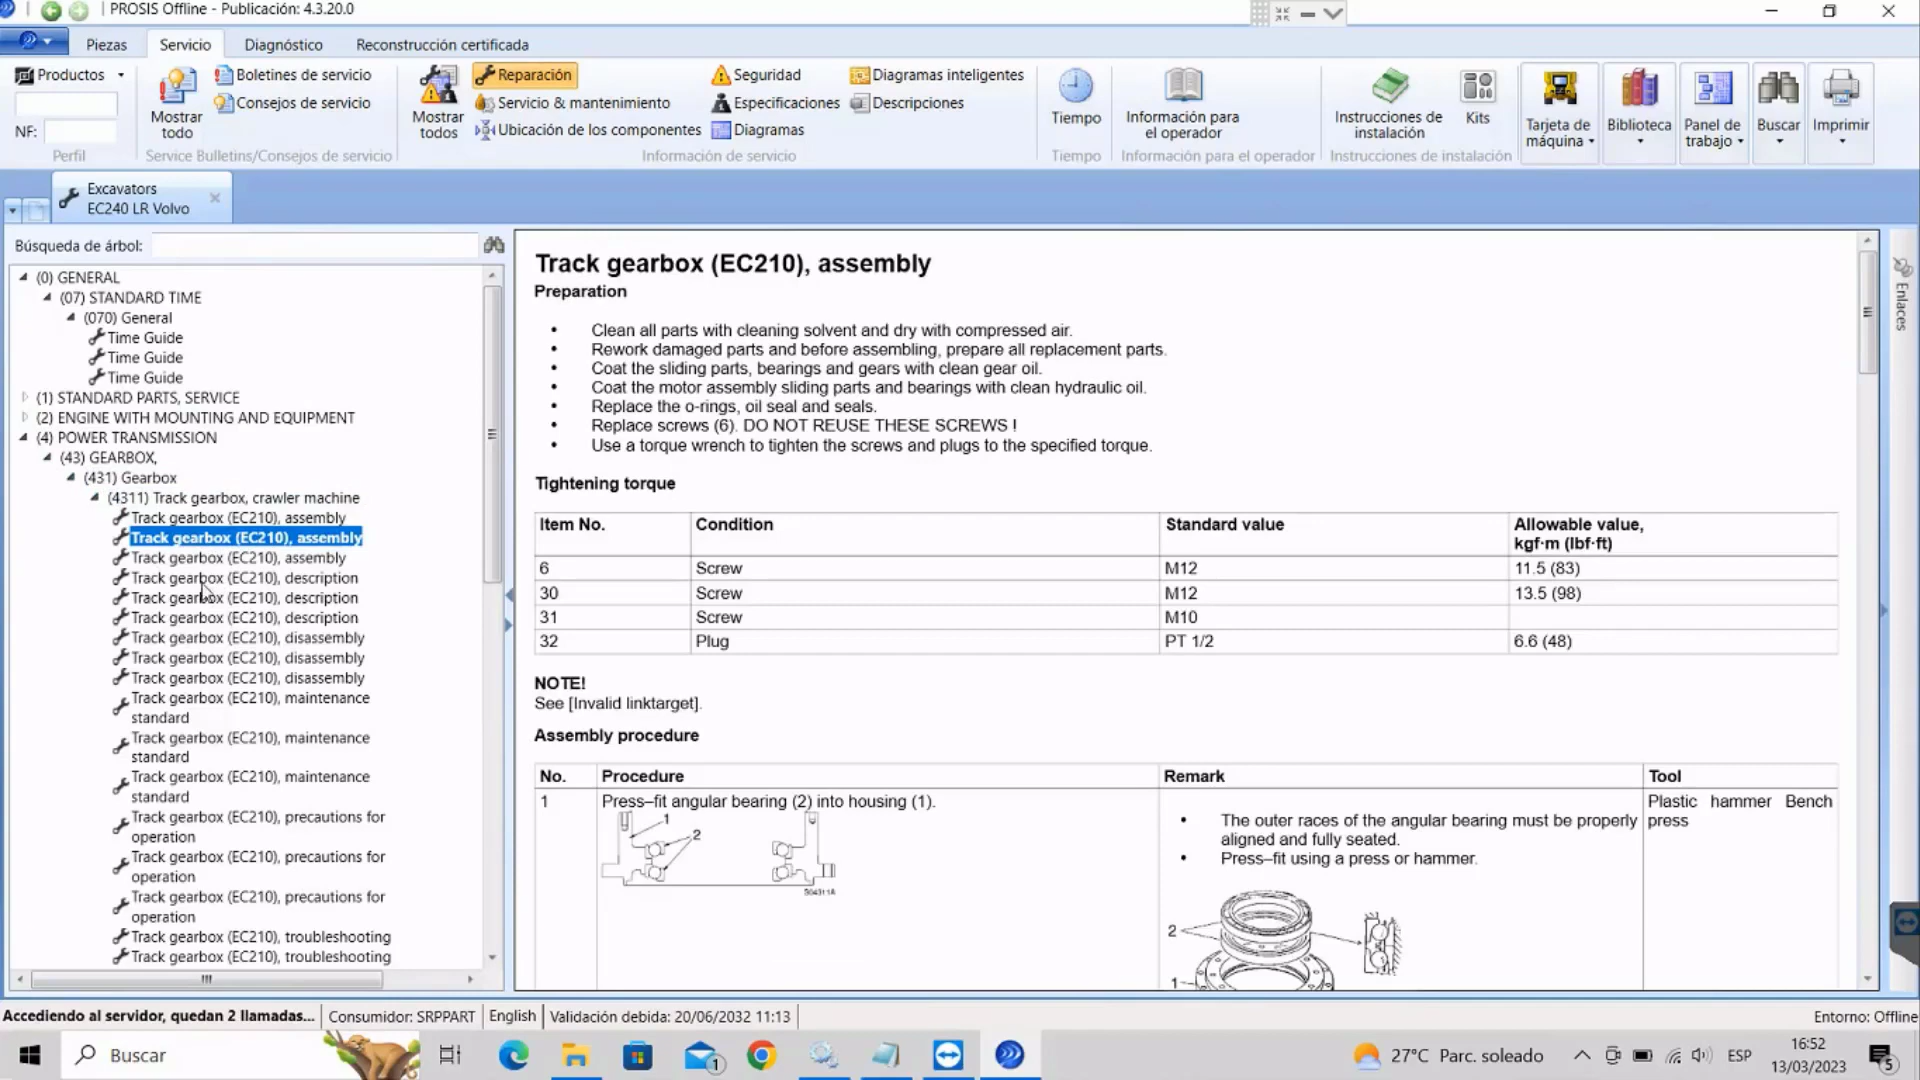 PROSIS Offline - Publicación: 4.3.20.0
Piezas
Servicio
Diagnóstico
Reconstrucción certificada
Productos
NF:
Perfil
Mostrar
todo
Boletines de servicio
Consejos de servicio
Service Bulletins/Consejos de servicio
Mostrar
todos
Reparación
Servicio & mantenimiento
Ubicación de los componentes
Seguridad
Especificaciones
Diagramas
Diagramas inteligentes
Descripciones
Información de servicio
Tiempo
Tiempo
Información para
el operador
Información para el operador
Instrucciones de
instalación
Kits
Instrucciones de instalación
Tarjeta de
máquina
Biblioteca
Panel de
trabajo
Buscar
Imprimir
Excavators
EC240 LR Volvo
Búsqueda de árbol:
(0) GENERAL
(07) STANDARD TIME
(070) General
Time Guide
Time Guide
Time Guide
(1) STANDARD PARTS, SERVICE
(2) ENGINE WITH MOUNTING AND EQUIPMENT
(4) POWER TRANSMISSION
(43) GEARBOX,
(431) Gearbox
(4311) Track gearbox, crawler machine
Track gearbox (EC210), assembly
Track gearbox (EC210), assembly
Track gearbox (EC210), assembly
Track gearbox (EC210), description
Track gearbox (EC210), description
Track gearbox (EC210), description
Track gearbox (EC210), disassembly
Track gearbox (EC210), disassembly
Track gearbox (EC210), disassembly
Track gearbox (EC210), maintenance
standard
Track gearbox (EC210), maintenance
standard
Track gearbox (EC210), maintenance
standard
Track gearbox (EC210), precautions for
operation
Track gearbox (EC210), precautions for
operation
Track gearbox (EC210), precautions for
operation
Track gearbox (EC210), troubleshooting
Track gearbox (EC210), troubleshooting
Track gearbox (EC210), assembly
Preparation
• Clean all parts with cleaning solvent and dry with compressed air.
• Rework damaged parts and before assembling, prepare all replacement parts.
• Coat the sliding parts, bearings and gears with clean gear oil.
• Coat the motor assembly sliding parts and bearings with clean hydraulic oil.
• Replace the o-rings, oil seal and seals.
• Replace screws (6). DO NOT REUSE THESE SCREWS !
• Use a torque wrench to tighten the screws and plugs to the specified torque.
Tightening torque
Item No. Condition Standard value Allowable value,
kgf·m (lbf·ft)
6 Screw M12 11.5 (83)
30 Screw M12 13.5 (98)
31 Screw M10
32 Plug PT 1/2 6.6 (48)
NOTE!
See [Invalid linktarget].
Assembly procedure
No. Procedure Remark Tool
1 Press–fit angular bearing (2) into housing (1).
1
2
• The outer races of the angular bearing must be properly
aligned and fully seated.
• Press–fit using a press or hammer.
2
1
Plastic hammer Bench
press
Enlaces
Accediendo al servidor, quedan 2 llamadas...
Consumidor: SRPPART
English
Validación debida: 20/06/2032 11:13
Entorno: Offline
Buscar
1
27°C Parc. soleado
ESP
16:52
13/03/2023
5